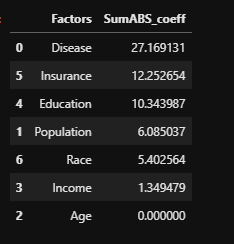 Factors SumABS_coeff
0 Disease 27.169131
5 Insurance 12.252654
4 Education 10.343987
1 Population 6.085037
6 Race 5.402564
3 Income 1.349479
2 Age 0.000000